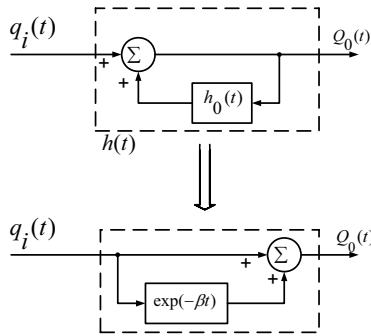 q_i(t)
Q_0(t)
+
Σ
+
h_0(t)
h(t)
q_i(t)
Q_0(t)
+
Σ
+
exp(−βt)